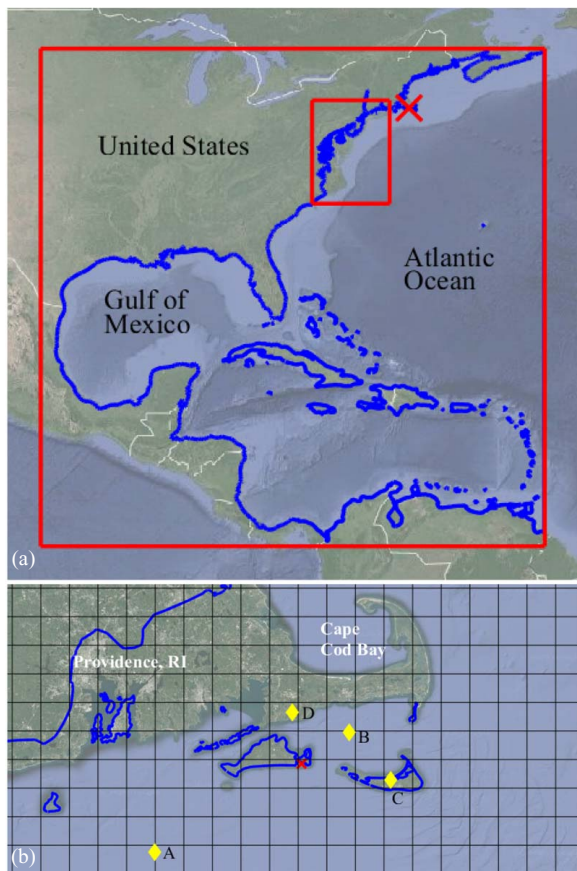 United States
Atlantic
Ocean
Gulf of
Mexico
(a)
Cape
Cod Bay
Providence, RI
D
B
C
A
(b)